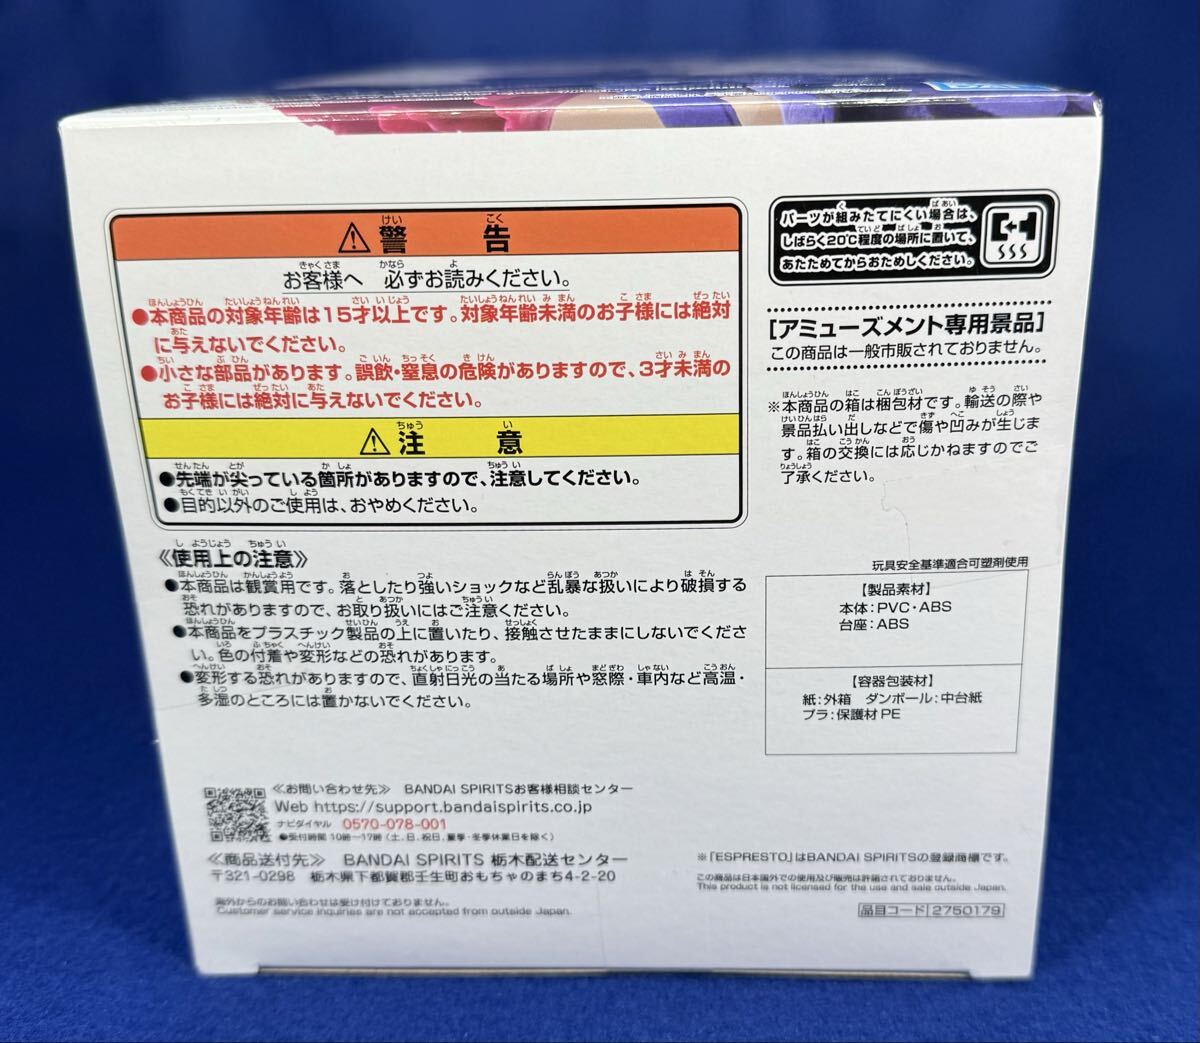 警告
お客様へ 必ずお読みください。
●本商品の対象年齢は15才以上です。対象年齢未満のお子様には絶対
に与えないでください。
●小さな部品があります。誤飲・窒息の危険がありますので、3才未満の
お子様には絶対に与えないでください。
注意
●先端が尖っている箇所がありますので、注意してください。
●目的以外のご使用は、おやめください。
《使用上の注意》
●本商品は観賞用です。落としたり強いショックなど乱暴な扱いにより破損する
恐れがありますので、お取り扱いにはご注意ください。
●本商品をプラスチック製品の上に置いたり、接触させたままにしないでくださ
い。色の付着や変形などの恐れがあります。
●変形する恐れがありますので、直射日光の当たる場所や窓際・車内など高温・
多湿のところには置かないでください。
パーツが組みたてにくい場合は、
しばらく20℃程度の場所に置いて、
あたためてからおためしください。
[アミューズメント専用景品]
この商品は一般市販されておりません。
※本商品の箱は梱包材です。輸送の際や
景品払い出しなどで傷や凹みが生じま
す。箱の交換には応じかねますのでご
了承ください。
玩具安全基準適合可塑剤使用
【製品素材】
本体:PVC・ABS
台座:ABS
【容器包装材】
紙:外箱 ダンボール:中台紙
プラ:保護材PE
《お問い合わせ先》 BANDAI SPIRITSお客様相談センター
Web https://support.bandaispirits.co.jp
ナビダイヤル 0570-078-001
●受付時間 10時~17時(土、日、祝日、夏季・冬季休業日を除く)
《商品送付先》 BANDAI SPIRITS 栃木配送センター
〒321-0298 栃木県下都賀郡壬生町おもちゃのまち4-2-20
海外からのお問い合わせは受け付けておりません。
Customer service inquiries are not accepted from outside Japan.
※「ESPRESTO」はBANDAI SPIRITSの登録商標です。
この商品は日本国外での使用及び販売は許諾されておりません。
This product is not licensed for the use and sale outside Japan.
品目コード 2750179